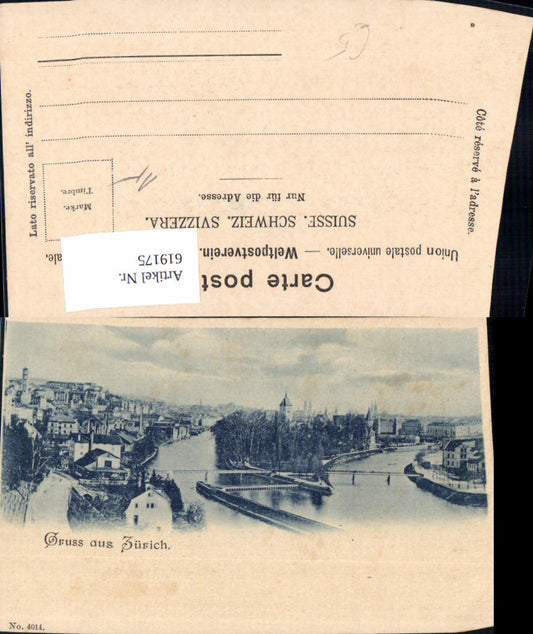 Carte post
Union postale universelle. — Weltpostverein.
ale.
SUISSE. SCHWEIZ. SVIZZERA.
Nur für die Adresse.
Côté réservé à l'adresse.
Lato riservato all' indirizzo.
Marke.
Timbre.
Artikel Nr.
619175
Gruss aus Zürich.
No. 4014.